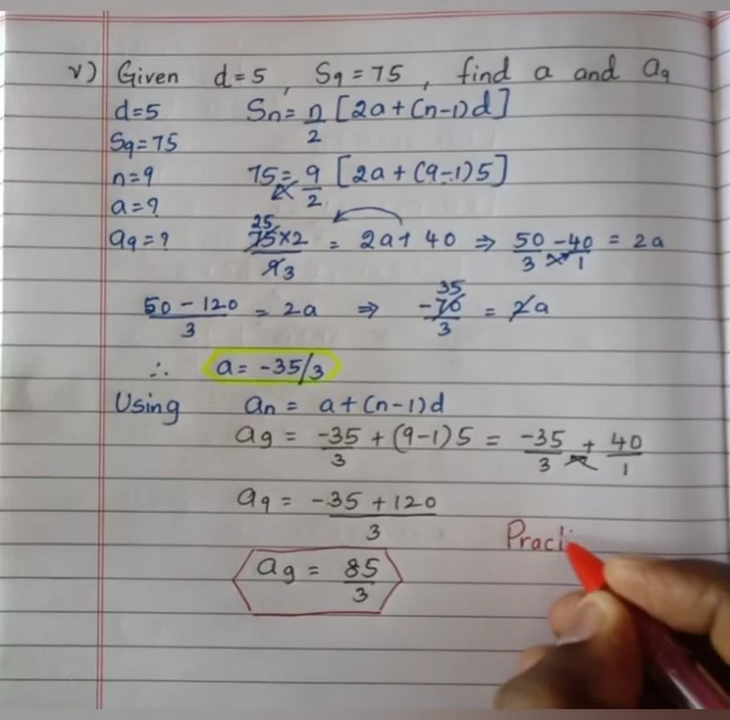 v) Given d=5, S₉=75, find a and a₉
d=5 Sₙ = n/2 [2a+(n-1)d]
S₉=75
n=9 75 = 9/2 [2a+(9-1)5]
a=?
a₉=? 25 75×2/9 3 = 2a+40 ⇒ 50/3 - 40/1 = 2a
50-120/3 = 2a ⇒ 35 -70/3 = 2a
∴ a = -35/3
Using aₙ = a+(n-1)d
a₉ = -35/3 + (9-1)5 = -35/3 + 40/1
a₉ = -35+120/3
Practi
a₉ = 85/3